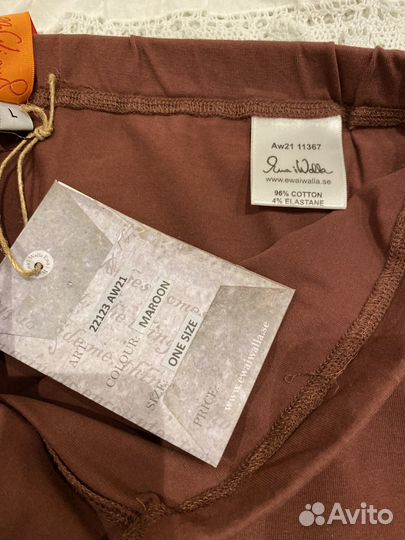 L
Aw21 11367
Ewa i Walla
www.ewaiwalla.se
96% COTTON
4% ELASTANE
ART: 22123 AW21
COLOUR: MAROON
SIZE: ONE SIZE
PRICE:
www.ewaiwalla.se
Avito